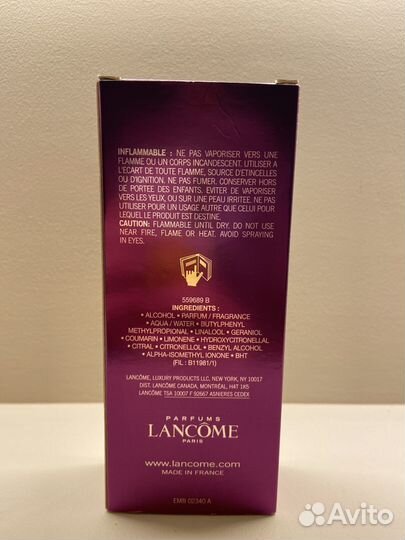 INFLAMMABLE : NE PAS VAPORISER VERS UNE
FLAMME OU UN CORPS INCANDESCENT. UTILISER A
L'ECART DE TOUTE FLAMME, SOURCE D'ETINCELLES
OU D'IGNITION. NE PAS FUMER. CONSERVER HORS
DE PORTEE DES ENFANTS. EVITER DE VAPORISER
VERS LES YEUX, OU SUR UNE PEAU IRRITEE. NE PAS
UTILISER POUR UN USAGE AUTRE QUE CELUI POUR
LEQUEL LE PRODUIT EST DESTINE.
CAUTION: FLAMMABLE UNTIL DRY. DO NOT USE
NEAR FIRE, FLAME OR HEAT. AVOID SPRAYING
IN EYES.
559689 B
INGREDIENTS :
• ALCOHOL • PARFUM / FRAGRANCE
• AQUA / WATER • BUTYLPHENYL
METHYLPROPIONAL • LINALOOL • GERANIOL
• COUMARIN • LIMONENE • HYDROXYCITRONELLAL
• CITRAL • CITRONELLOL • BENZYL ALCOHOL
• ALPHA-ISOMETHYL IONONE • BHT
(FIL : B11981/1)
LANCÔME, LUXURY PRODUCTS LLC, NEW YORK, NY 10017
DIST. LANCÔME CANADA, MONTRÉAL, H4T 1K5
LANCÔME TSA 10007 F 92667 ASNIERES CEDEX
PARFUMS
LANCÔME
PARIS
www.lancome.com
MADE IN FRANCE
EMB 02340 A
Avito